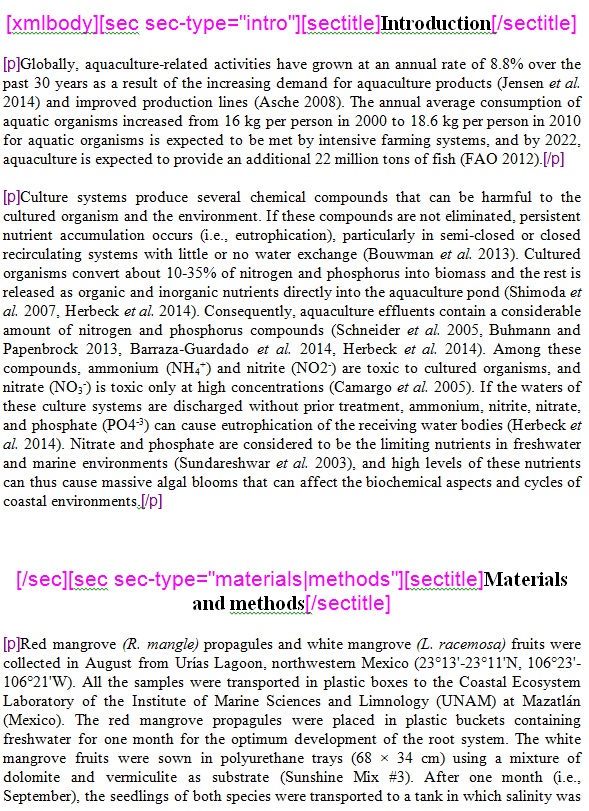 [xmlbody][sec sec-type="intro"][sectitle]Introduction[/sectitle]
[p]Globally, aquaculture-related activities have grown at an annual rate of 8.8% over the
past 30 years as a result of the increasing demand for aquaculture products (Jensen et al.
2014) and improved production lines (Asche 2008). The annual average consumption of
aquatic organisms increased from 16 kg per person in 2000 to 18.6 kg per person in 2010
for aquatic organisms is expected to be met by intensive farming systems, and by 2022,
aquaculture is expected to provide an additional 22 million tons of fish (FAO 2012).[/p]
[p]Culture systems produce several chemical compounds that can be harmful to the
cultured organism and the environment. If these compounds are not eliminated, persistent
nutrient accumulation occurs (i.e., eutrophication), particularly in semi-closed or closed
recirculating systems with little or no water exchange (Bouwman et al. 2013). Cultured
organisms convert about 10-35% of nitrogen and phosphorus into biomass and the rest is
released as organic and inorganic nutrients directly into the aquaculture pond (Shimoda et
al. 2007, Herbeck et al. 2014). Consequently, aquaculture effluents contain a considerable
amount of nitrogen and phosphorus compounds (Schneider et al. 2005, Buhmann and
Papenbrock 2013, Barraza-Guardado et al. 2014, Herbeck et al. 2014). Among these
compounds, ammonium (NH₄⁺) and nitrite (NO2⁻) are toxic to cultured organisms, and
nitrate (NO₃⁻) is toxic only at high concentrations (Camargo et al. 2005). If the waters of
these culture systems are discharged without prior treatment, ammonium, nitrite, nitrate,
and phosphate (PO4⁻³) can cause eutrophication of the receiving water bodies (Herbeck et
al. 2014). Nitrate and phosphate are considered to be the limiting nutrients in freshwater
and marine environments (Sundareshwar et al. 2003), and high levels of these nutrients
can thus cause massive algal blooms that can affect the biochemical aspects and cycles of
coastal environments.[/p]
[/sec][sec sec-type="materials|methods"][sectitle]Materials
and methods[/sectitle]
[p]Red mangrove (R. mangle) propagules and white mangrove (L. racemosa) fruits were
collected in August from Urías Lagoon, northwestern Mexico (23°13'-23°11'N, 106°23'-
106°21'W). All the samples were transported in plastic boxes to the Coastal Ecosystem
Laboratory of the Institute of Marine Sciences and Limnology (UNAM) at Mazatlán
(Mexico). The red mangrove propagules were placed in plastic buckets containing
freshwater for one month for the optimum development of the root system. The white
mangrove fruits were sown in polyurethane trays (68 × 34 cm) using a mixture of
dolomite and vermiculite as substrate (Sunshine Mix #3). After one month (i.e.,
September), the seedlings of both species were transported to a tank in which salinity was